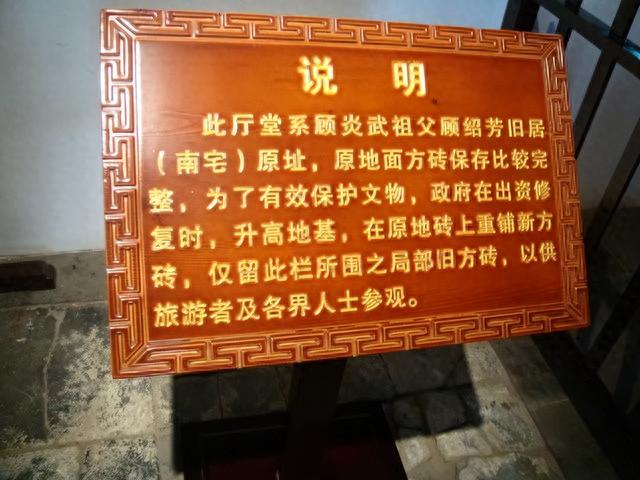 说明
此厅堂系顾炎武祖父顾绍芳旧居
（南宅）原址，原地面方砖保存比较完
整，为了有效保护文物，政府在出资修
复时，升高地基，在原地砖上重铺新方
砖，仅留此栏所围之局部旧方砖，以供
旅游者及各界人士参观。